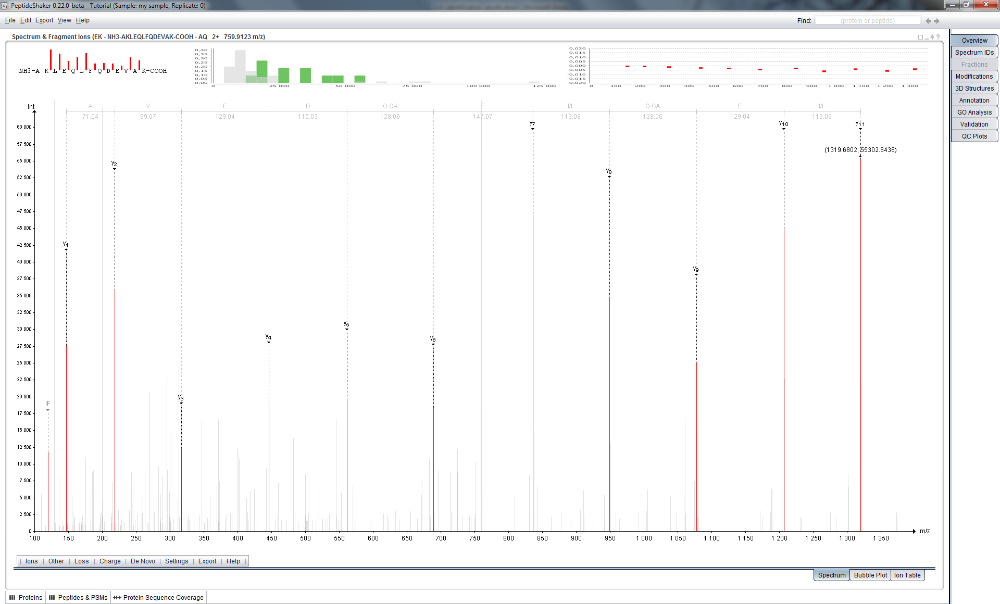 PeptideShaker 0.22.0-beta - Tutorial (Sample: my sample, Replicate: 0)
File Edit Export View Help
Find: (protein or peptide)
Spectrum & Fragment Ions (EK - NH3-AKLEQLFQDEVAK-COOH - AQ 2+ 759.9123 m/z)
NH3-A K L E Q L F Q D E V A K-COOH
0,40
0,35
0,30
0,25
0,20
0,15
0,10
0,05
0,00
0 25 000 50 000 75 000 100 000 125 000
0,020
0,015
0,010
0,005
0,000
-0,005
-0,010
-0,015
-0,020
0 100 200 300 400 500 600 700 800 900 1 000 1 100 1 200 1 300
Int
A V E D Q GA F I/L Q GA E I/L
71.04 99.07 129.04 115.03 128.06 147.07 113.08 128.06 129.04 113.09
y7 y10 y11
(1319.6802, 55302.8438)
y2
y8
y1
y9
y5
y4
y6
y3
iF
60 000
57 500
55 000
52 500
50 000
47 500
45 000
42 500
40 000
37 500
35 000
32 500
30 000
27 500
25 000
22 500
20 000
17 500
15 000
12 500
10 000
7 500
5 000
2 500
0
m/z
100 150 200 250 300 350 400 450 500 550 600 650 700 750 800 850 900 950 1 000 1 050 1 100 1 150 1 200 1 250 1 300 1 350
| Ions | Other | Loss | Charge | De Novo | Settings | Export | Help |
Spectrum Bubble Plot Ion Table
Proteins Peptides & PSMs Protein Sequence Coverage
Overview
Spectrum IDs
Fractions
Modifications
3D Structures
Annotation
GO Analysis
Validation
QC Plots